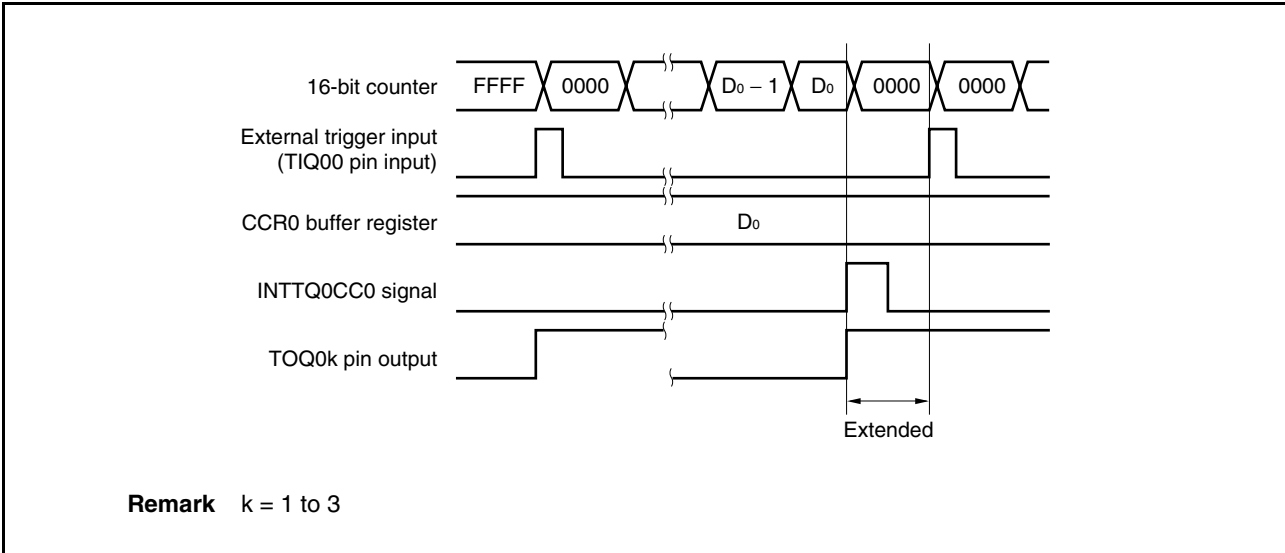 16-bit counter FFFF 0000 D₀ − 1 D₀ 0000 0000
External trigger input
(TIQ00 pin input)
CCR0 buffer register D₀
INTTQ0CC0 signal
TOQ0k pin output
Extended
Remark k = 1 to 3